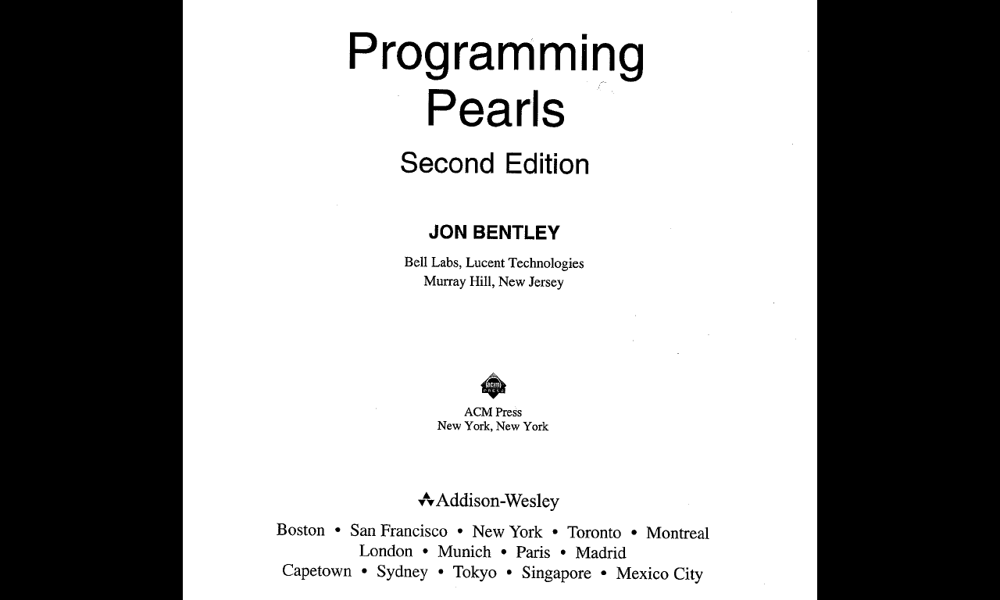 Programming
Pearls
Second Edition
JON BENTLEY
Bell Labs, Lucent Technologies
Murray Hill, New Jersey
acm
PRESS
ACM Press
New York, New York
Addison-Wesley
Boston • San Francisco • New York • Toronto • Montreal
London • Munich • Paris • Madrid
Capetown • Sydney • Tokyo • Singapore • Mexico City